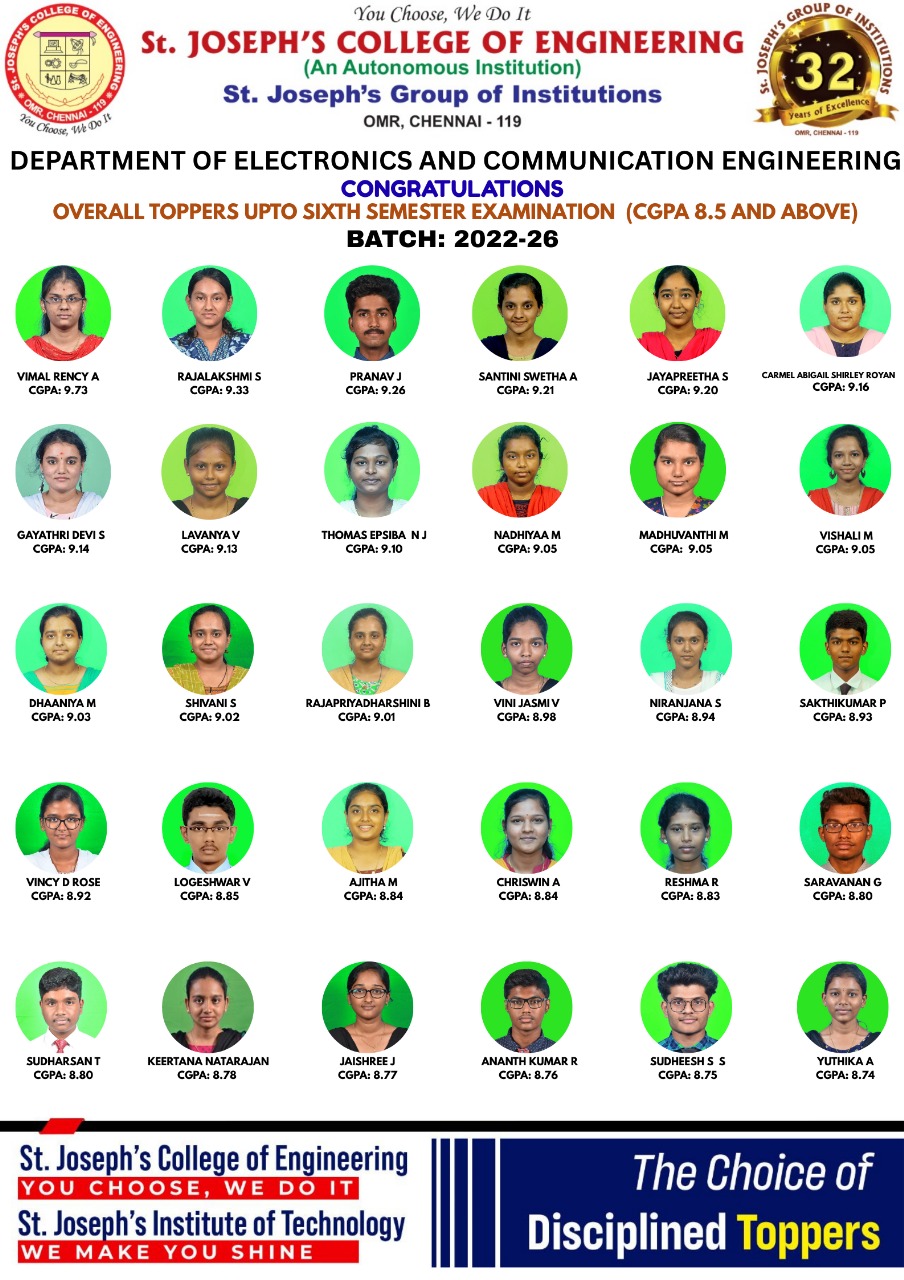 You Choose, We Do It
St. JOSEPH'S COLLEGE OF ENGINEERING
(An Autonomous Institution)
St. Joseph's Group of Institutions
OMR, CHENNAI - 119
St. JOSEPH'S COLLEGE OF ENGINEERING
OMR, CHENNAI - 119
You Choose, We Do It
St. JOSEPH'S GROUP OF INSTITUTIONS
32
Years of Excellence
OMR, CHENNAI - 119
DEPARTMENT OF ELECTRONICS AND COMMUNICATION ENGINEERING
CONGRATULATIONS
OVERALL TOPPERS UPTO SIXTH SEMESTER EXAMINATION (CGPA 8.5 AND ABOVE)
BATCH: 2022-26
VIMAL RENCY A RAJALAKSHMI S PRANAV J SANTINI SWETHA A JAYAPREETHA S CARMEL ABIGAIL SHIRLEY ROYAN
CGPA: 9.73 CGPA: 9.33 CGPA: 9.26 CGPA: 9.21 CGPA: 9.20 CGPA: 9.16
GAYATHRI DEVI S LAVANYA V THOMAS EPSIBA N J NADHIYAA M MADHUVANTHI M VISHALI M
CGPA: 9.14 CGPA: 9.13 CGPA: 9.10 CGPA: 9.05 CGPA: 9.05 CGPA: 9.05
DHAANIYA M SHIVANI S RAJAPRIYADHARSHINI B VINI JASMI V NIRANJANA S SAKTHIKUMAR P
CGPA: 9.03 CGPA: 9.02 CGPA: 9.01 CGPA: 8.98 CGPA: 8.94 CGPA: 8.93
VINCY D ROSE LOGESHWAR V AJITHA M CHRISWIN A RESHMA R SARAVANAN G
CGPA: 8.92 CGPA: 8.85 CGPA: 8.84 CGPA: 8.84 CGPA: 8.83 CGPA: 8.80
SUDHARSAN T KEERTANA NATARAJAN JAISHREE J ANANTH KUMAR R SUDHEESH S S YUTHIKA A
CGPA: 8.80 CGPA: 8.78 CGPA: 8.77 CGPA: 8.76 CGPA: 8.75 CGPA: 8.74
St. Joseph's College of Engineering
YOU CHOOSE, WE DO IT
St. Joseph's Institute of Technology
WE MAKE YOU SHINE
The Choice of
Disciplined Toppers